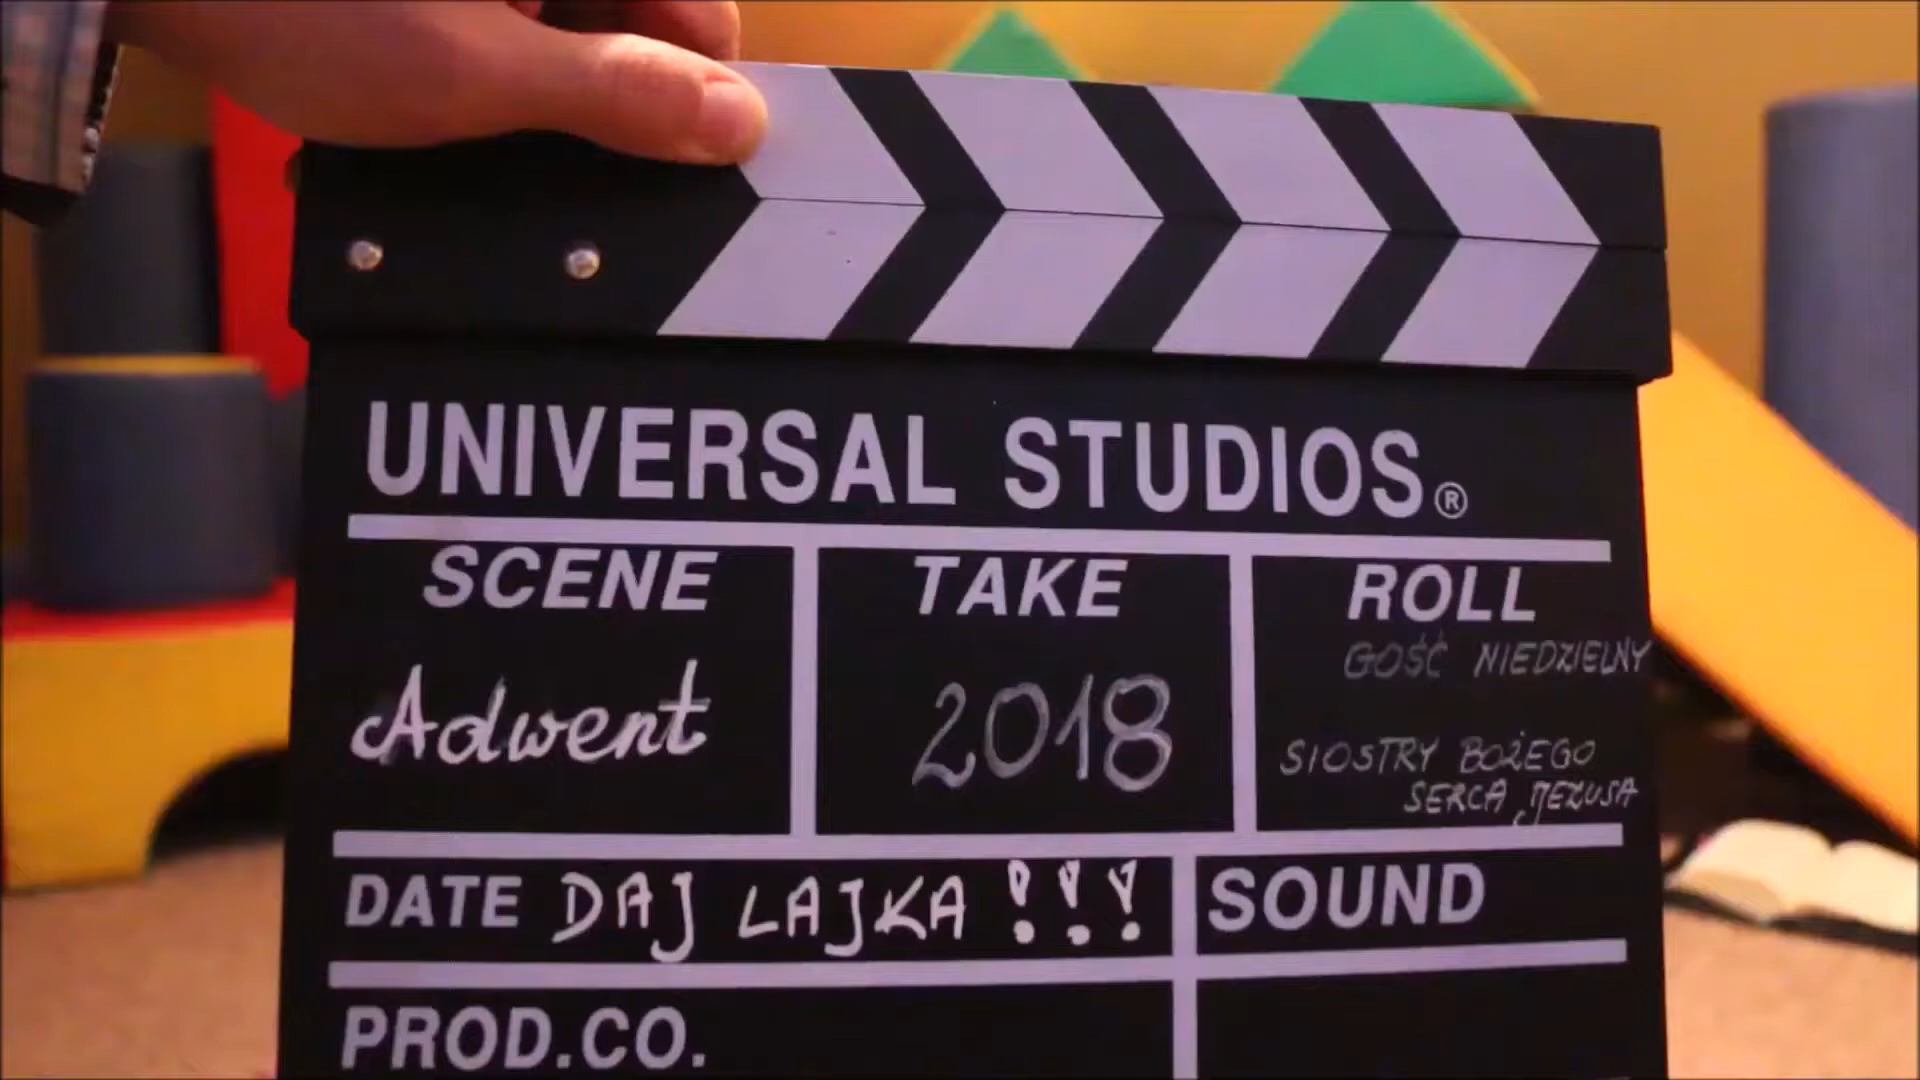 UNIVERSAL STUDIOS®
SCENE TAKE ROLL
Adwent 2018 GOŚĆ NIEDZIELNY
SIOSTRY BOŻEGO
SERCA JEZUSA
DATE DAJ LAJKA !!! SOUND
PROD.CO.